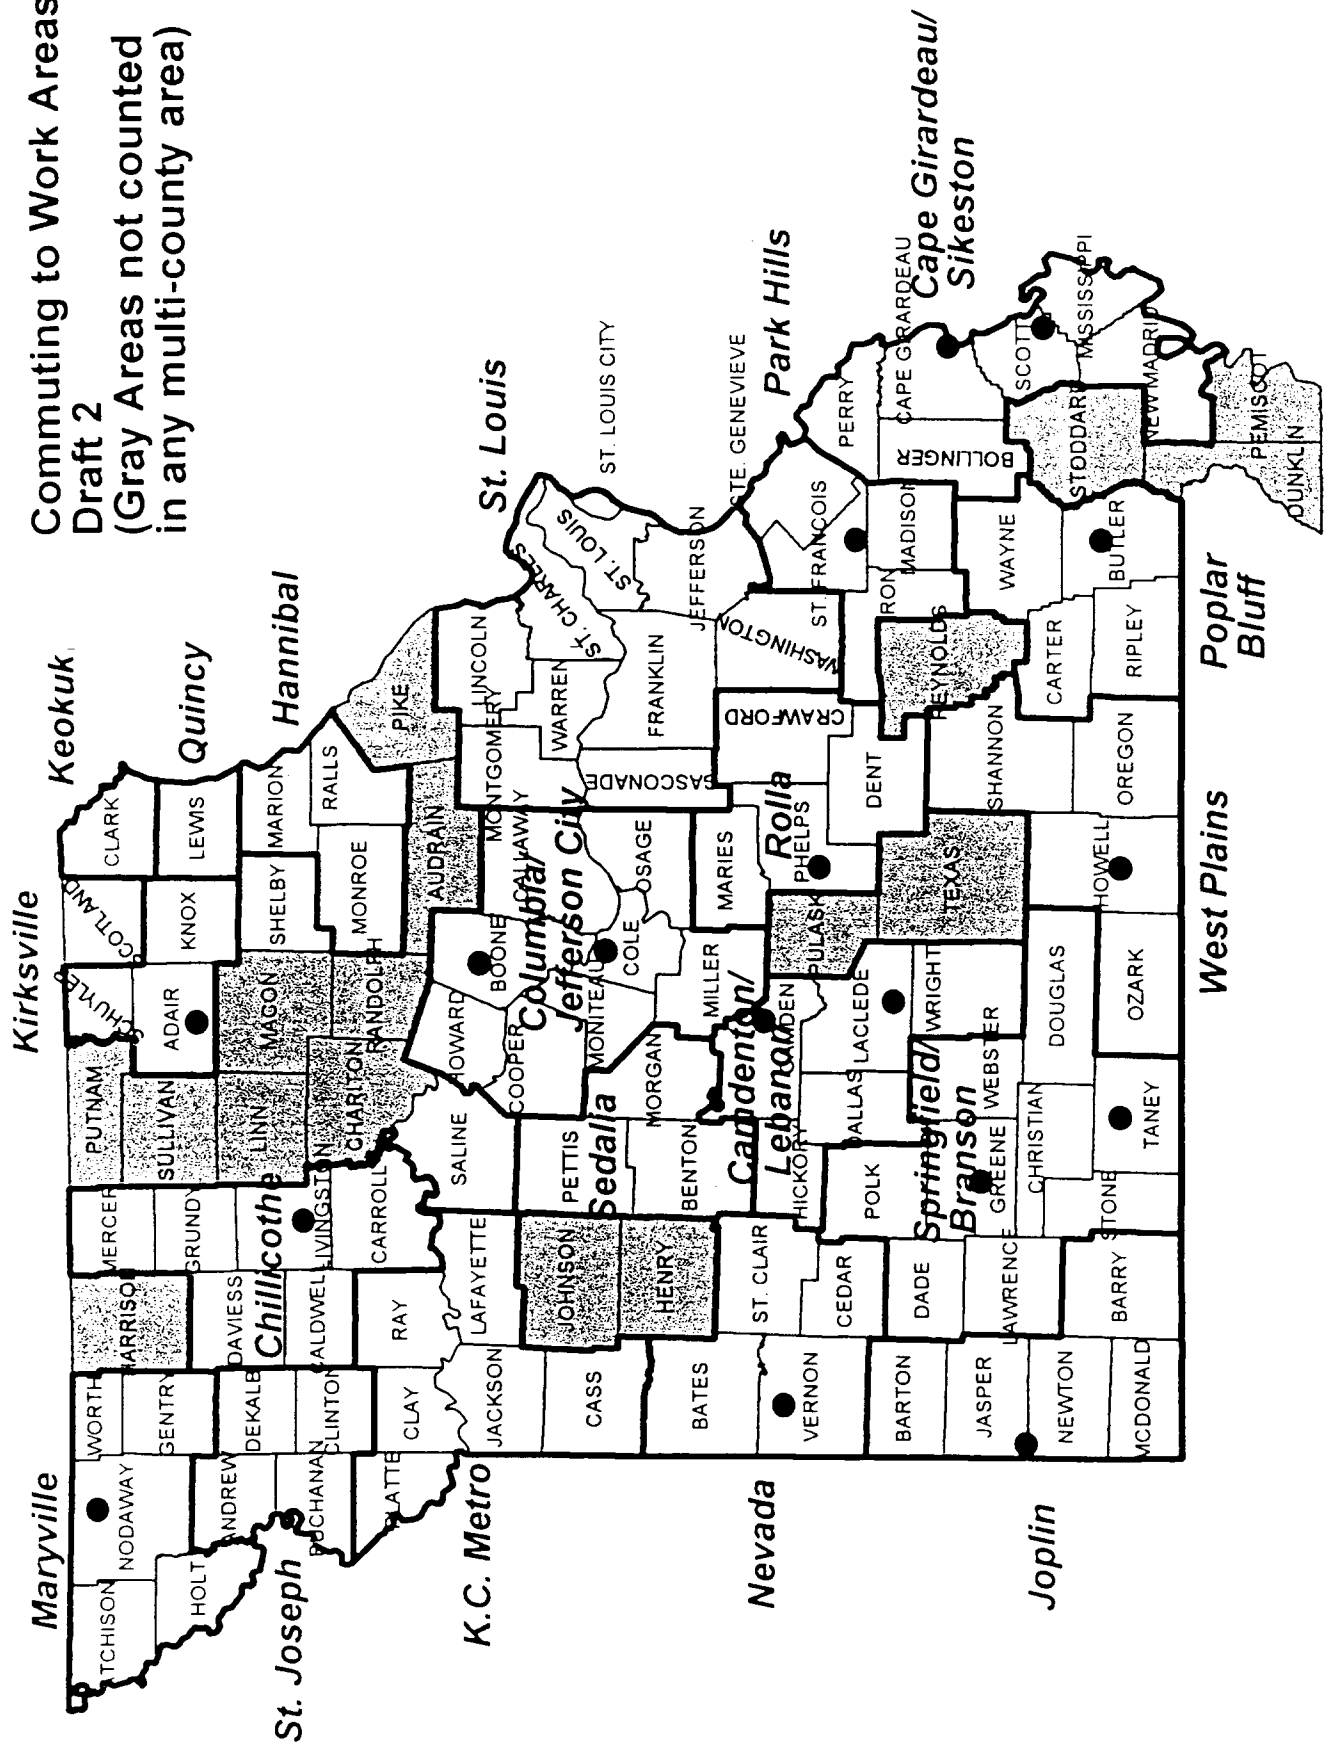 Commuting to Work Areas
Draft 2
(Gray Areas not counted
in any multi-county area)
Maryville
St. Joseph
K.C. Metro
Nevada
Joplin
Kirksville
Chillicothe
Sedalia
Camdenton/
Lebanon
Springfield/
Branson
Keokuk
Quincy
Hannibal
Columbia/
Jefferson City
Rolla
West Plains
St. Louis
Park Hills
Cape Girardeau/
Sikeston
Poplar
Bluff
ATCHISON
NODAWAY
HOLT
WORTH
GENTRY
ANDREW
DEKALB
BUCHANAN
CLINTON
PLATTE
CLAY
JACKSON
CASS
BATES
VERNON
BARTON
JASPER
NEWTON
MCDONALD
HARRISON
DAVIESS
CALDWELL
RAY
LAFAYETTE
JOHNSON
HENRY
ST. CLAIR
CEDAR
DADE
LAWRENCE
BARRY
MERCER
GRUNDY
LIVINGSTON
CARROLL
SALINE
PETTIS
BENTON
HICKORY
POLK
GREENE
CHRISTIAN
STONE
TANEY
PUTNAM
SULLIVAN
LINN
CHARITON
HOWARD
COOPER
MONITEAU
MORGAN
CAMDEN
DALLAS
LACLEDE
WEBSTER
WRIGHT
DOUGLAS
OZARK
SCHUYLER
ADAIR
MACON
RANDOLPH
BOONE
COLE
MILLER
PULASKI
TEXAS
HOWELL
SCOTLAND
KNOX
SHELBY
MONROE
AUDRAIN
CALLAWAY
OSAGE
MARIES
PHELPS
DENT
SHANNON
OREGON
CLARK
LEWIS
MARION
RALLS
PIKE
MONTGOMERY
LINCOLN
WARREN
GASCONADE
FRANKLIN
CRAWFORD
WASHINGTON
ST. CHARLES
ST. LOUIS
ST. LOUIS CITY
JEFFERSON
STE. GENEVIEVE
ST. FRANCOIS
IRON
MADISON
REYNOLDS
CARTER
RIPLEY
WAYNE
BUTLER
PERRY
BOLLINGER
CAPE GIRARDEAU
SCOTT
STODDARD
MISSISSIPPI
NEW MADRID
PEMISCOT
DUNKLIN